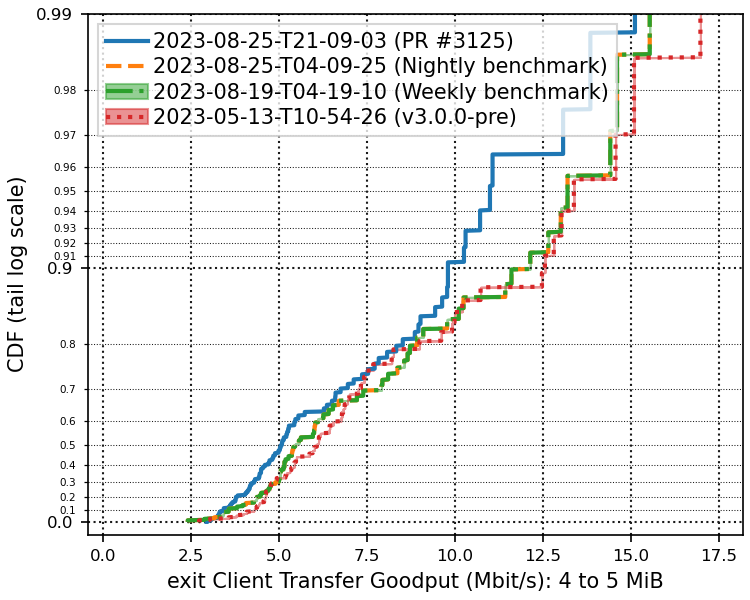 0.99
2023-08-25-T21-09-03 (PR #3125)
2023-08-25-T04-09-25 (Nightly benchmark)
2023-08-19-T04-19-10 (Weekly benchmark)
2023-05-13-T10-54-26 (v3.0.0-pre)
0.98
0.97
0.96
0.95
0.94
0.93
0.92
0.91
0.9
0.8
0.7
0.6
0.5
0.4
0.3
0.2
0.1
0.0
CDF (tail log scale)
0.0 2.5 5.0 7.5 10.0 12.5 15.0 17.5
exit Client Transfer Goodput (Mbit/s): 4 to 5 MiB